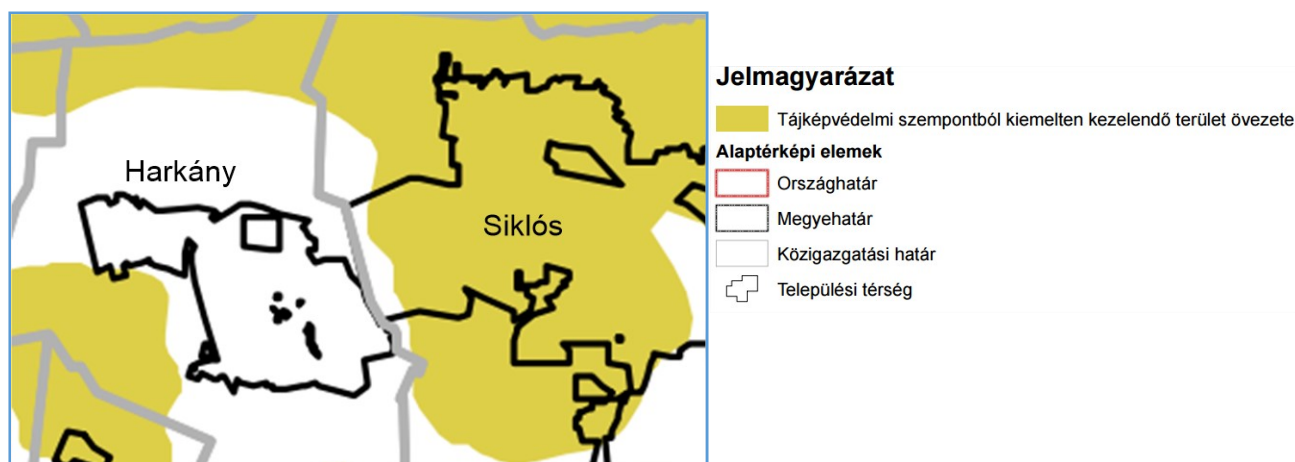 Harkány
Siklós
Jelmagyarázat
Tájképvédelmi szempontból kiemelten kezelendő terület övezete
Alaptérképi elemek
Országhatár
Megyehatár
Közigazgatási határ
Települési térség